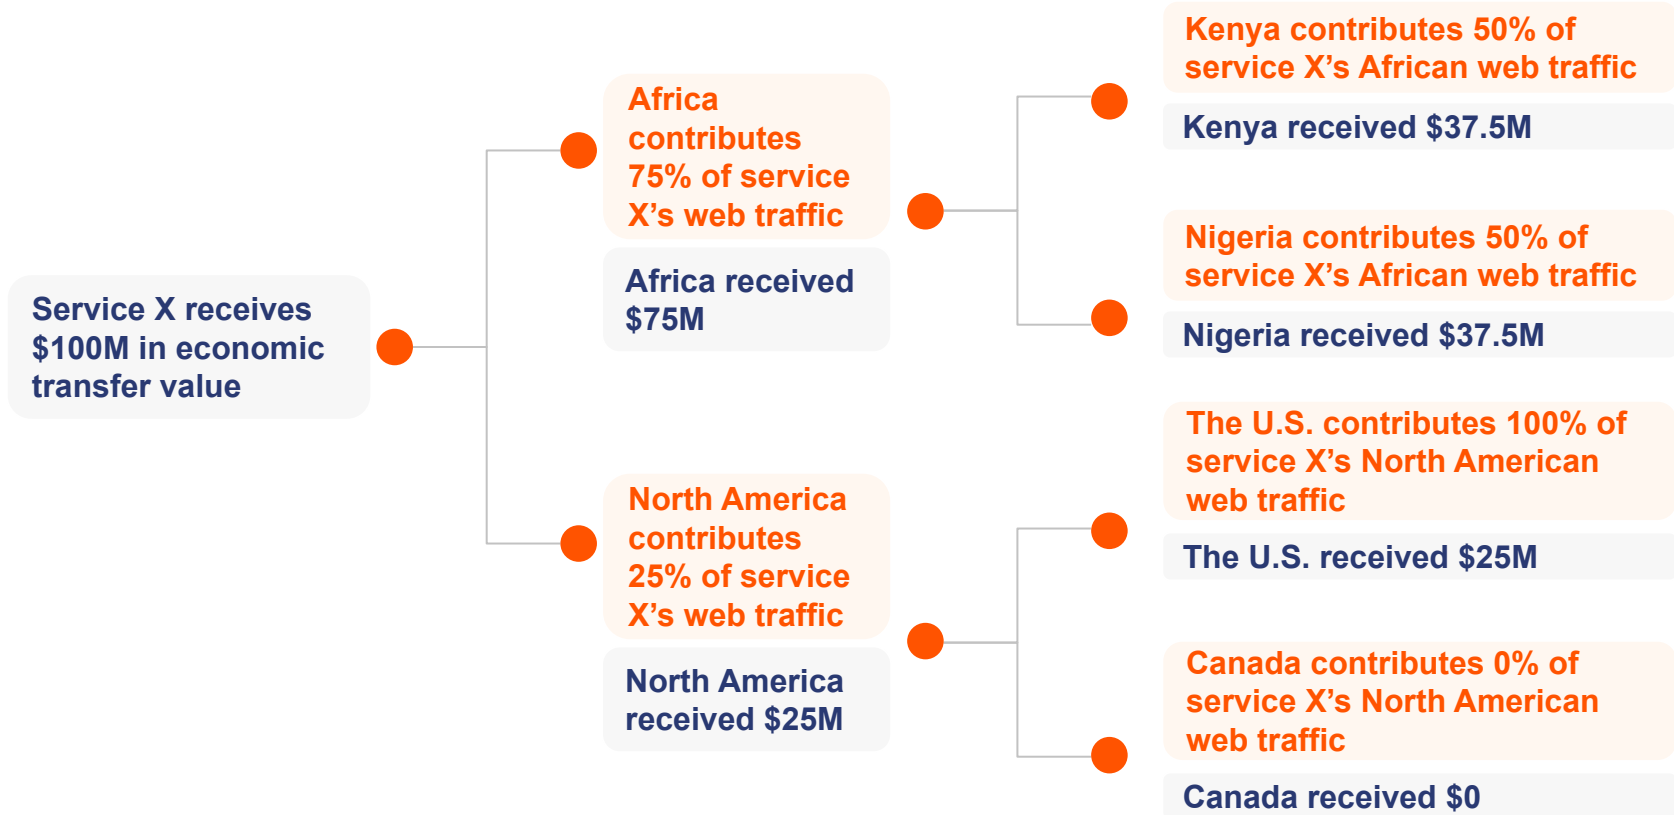 Service X receives
$100M in economic
transfer value
Africa
contributes
75% of service
X’s web traffic
Africa received
$75M
North America
contributes
25% of service
X’s web traffic
North America
received $25M
Kenya contributes 50% of
service X’s African web traffic
Kenya received $37.5M
Nigeria contributes 50% of
service X’s African web traffic
Nigeria received $37.5M
The U.S. contributes 100% of
service X’s North American
web traffic
The U.S. received $25M
Canada contributes 0% of
service X’s North American
web traffic
Canada received $0